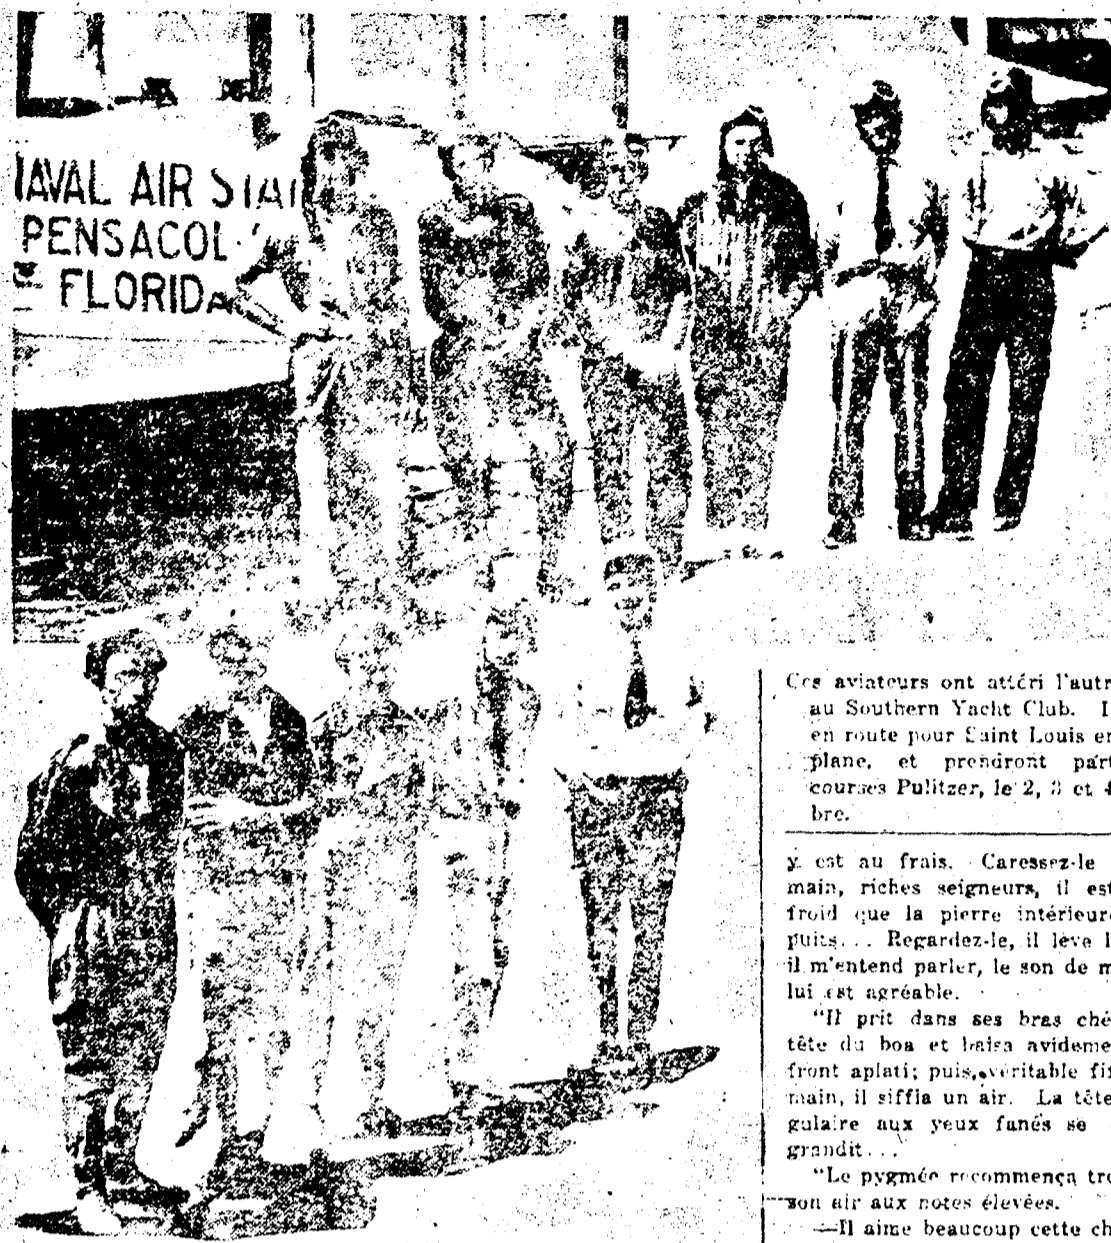 NAVAL AIR STAT
PENSACOL
FLORIDA
Ces aviateurs ont attéri l'autr
au Southern Yacht Club. I
en route pour Saint Louis en
plane, et prendront part
courses Pulitzer, le 2, 3 et 4
bre.
y est au frais. Caressez-le
main, riches seigneurs, il est
froid que la pierre intérieure
puits... Regardez-le, il lève l
il m'entend parler, le son de m
lui est agréable.
"Il prit dans ses bras ché
tête du boa et baisa avideme
front aplati; puis, véritable fif
main, il siffla un air. La tête
gulaire aux yeux fanés se
grandit...
"Le pygmée recommença tro
son air aux notes élevées.
—Il aime beaucoup cette ch